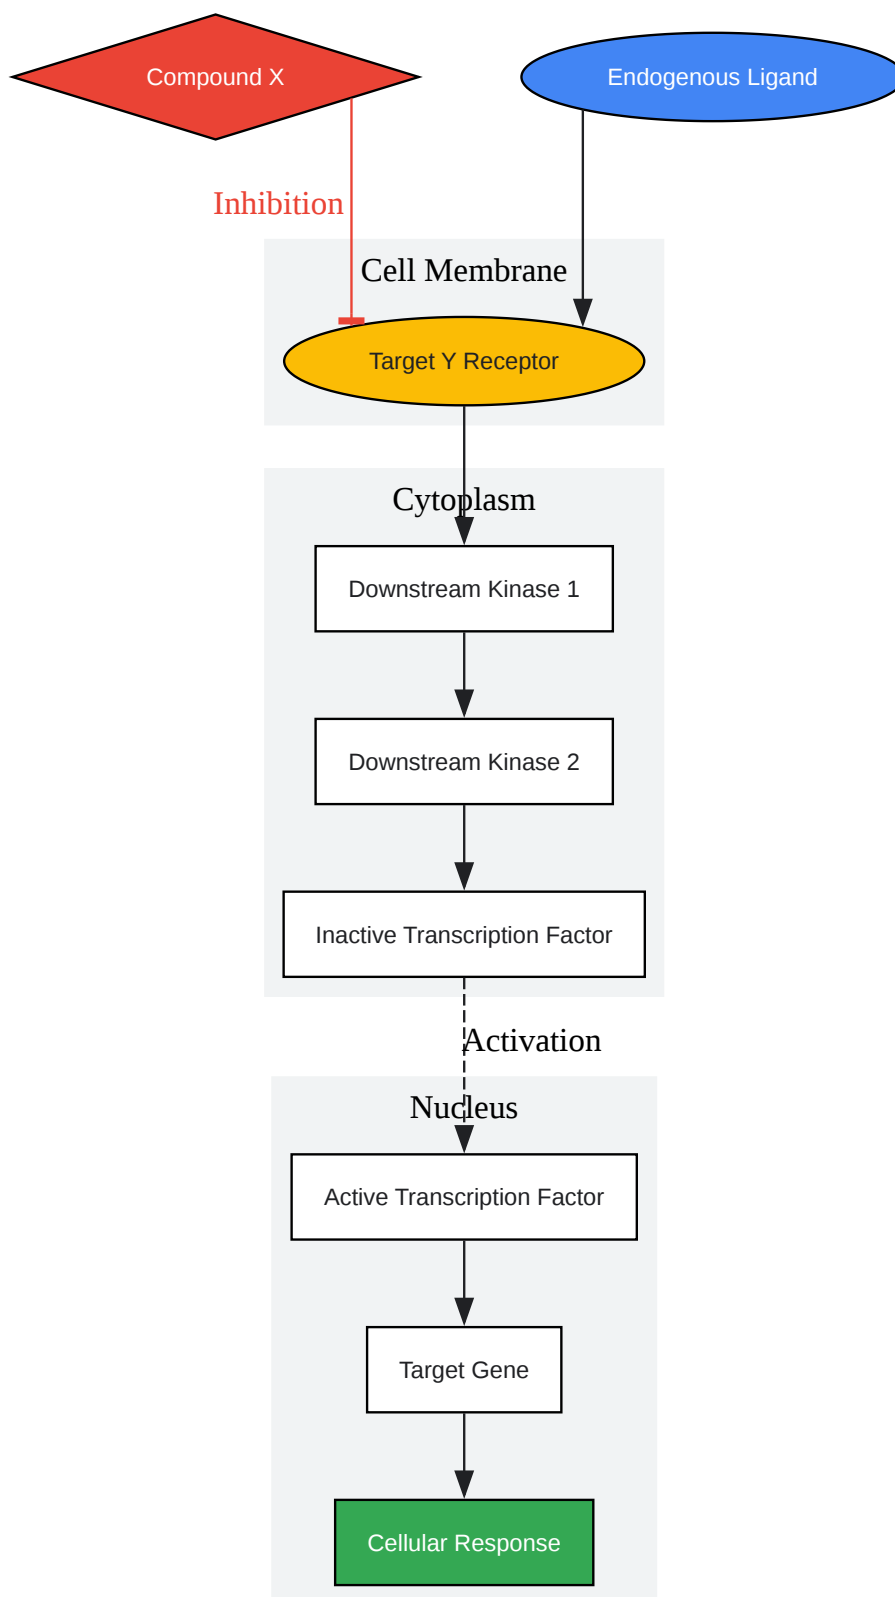 Compound X
Endogenous Ligand
Inhibition
Cell Membrane
Target Y Receptor
Cytoplasm
Downstream Kinase 1
Downstream Kinase 2
Inactive Transcription Factor
Activation
Nucleus
Active Transcription Factor
Target Gene
Cellular Response